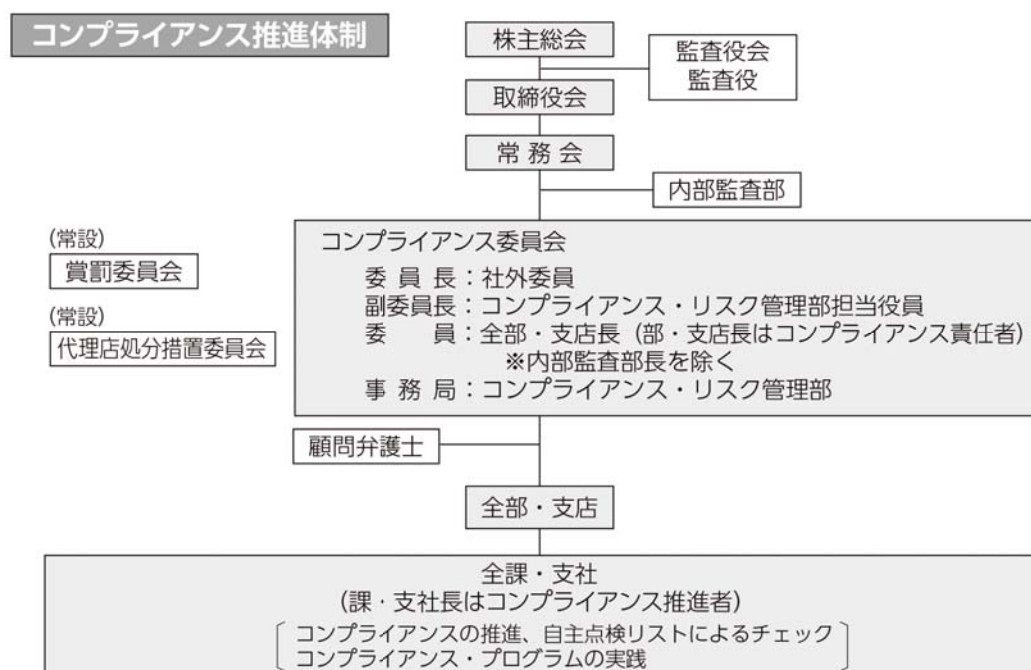 コンプライアンス推進体制
株主総会
監査役会
監査役
取締役会
常務会
内部監査部
(常設)
賞罰委員会
(常設)
代理店処分措置委員会
コンプライアンス委員会
委員長：社外委員
副委員長：コンプライアンス・リスク管理部担当役員
委員：全部・支店長（部・支店長はコンプライアンス責任者）
※内部監査部長を除く
事務局：コンプライアンス・リスク管理部
顧問弁護士
全部・支店
全課・支社
（課・支社長はコンプライアンス推進者）
コンプライアンスの推進、自主点検リストによるチェック
コンプライアンス・プログラムの実践